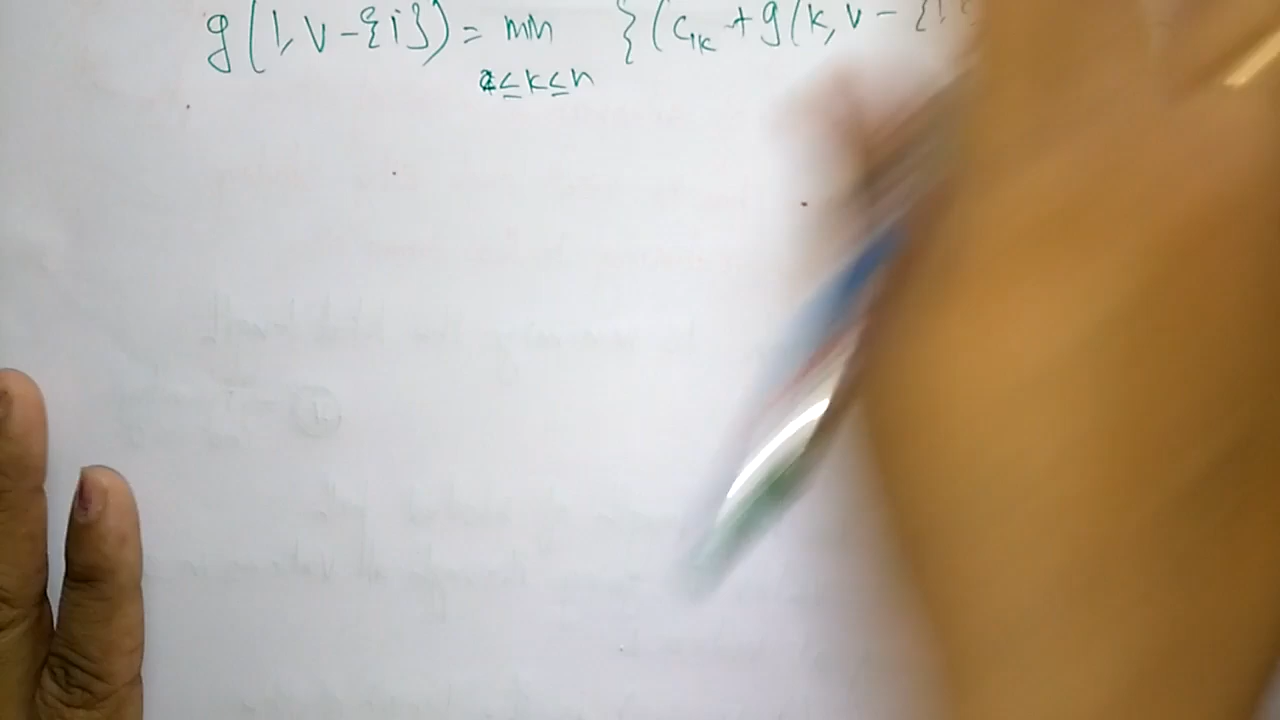 g(1, V - {i}) = min } (C1k + g(k, V - {1
2 ≤ k ≤ n